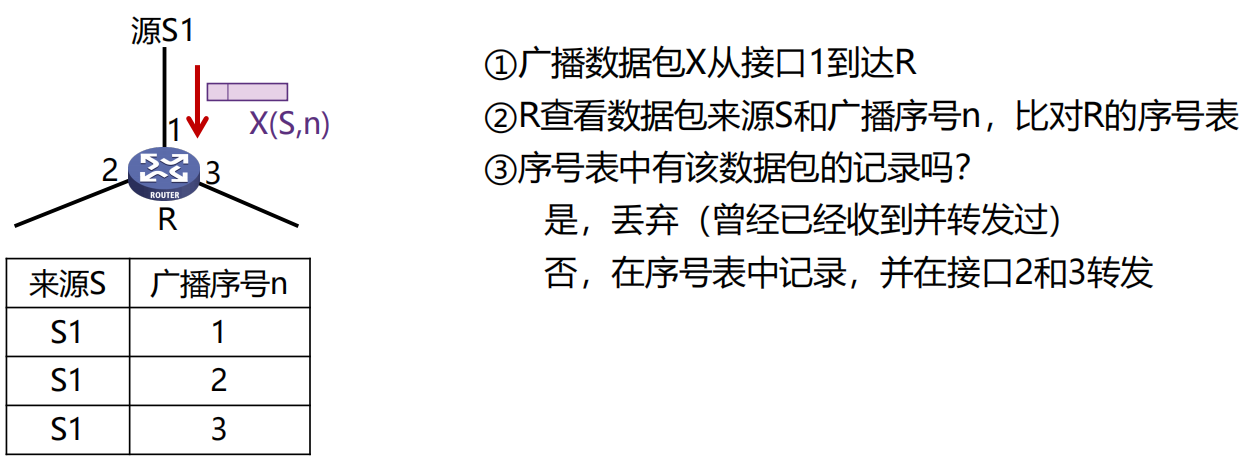 源S1
X(S,n)
1
2
3
ROUTER
R
来源S 广播序号n
S1 1
S1 2
S1 3
①广播数据包X从接口1到达R
②R查看数据包来源S和广播序号n，比对R的序号表
③序号表中有该数据包的记录吗？
是，丢弃（曾经已经收到并转发过）
否，在序号表中记录，并在接口2和3转发